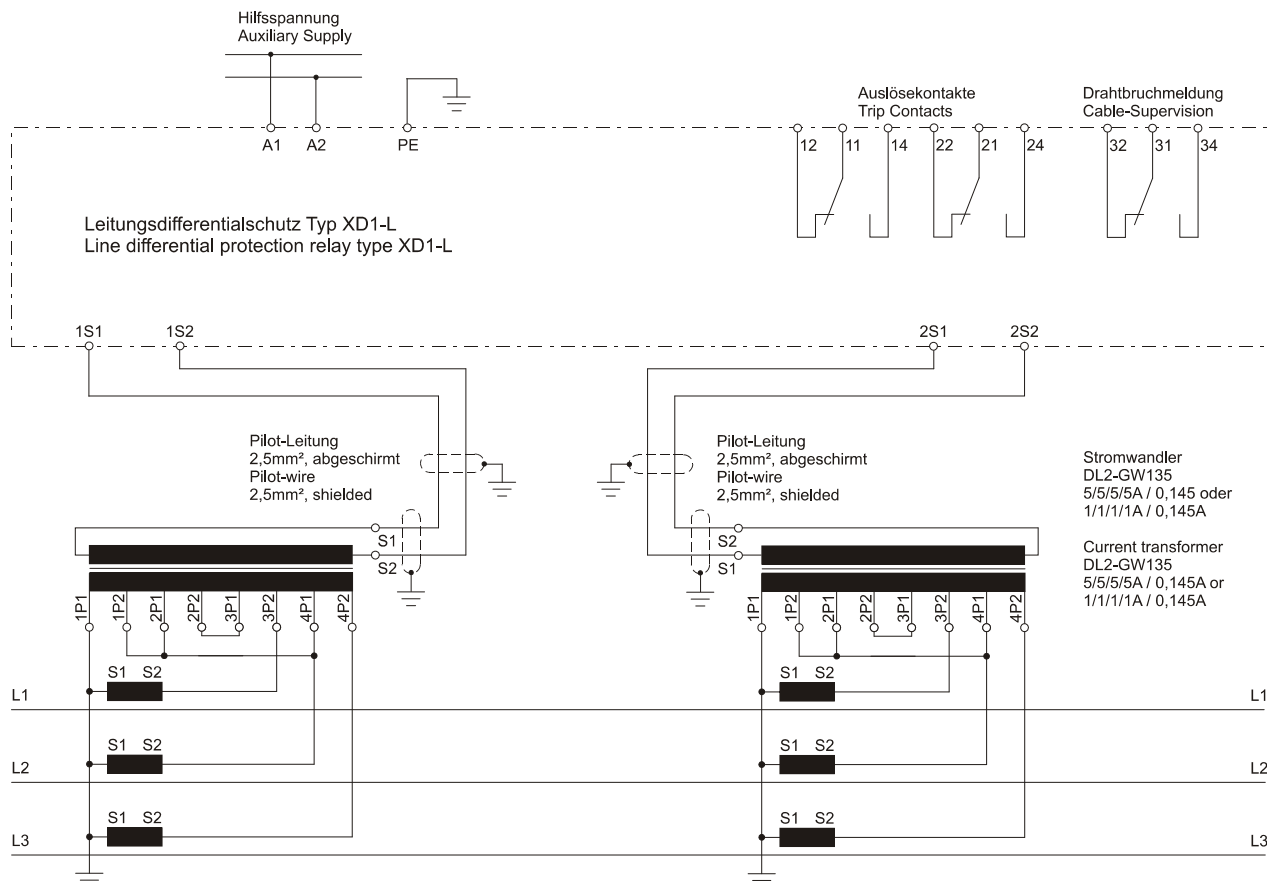 Hilfsspannung
Auxiliary Supply
Auslösekontakte
Trip Contacts
Drahtbruchmeldung
Cable-Supervision
A1 A2 PE 12 11 14 22 21 24 32 31 34
Leitungsdifferentialschutz Typ XD1-L
Line differential protection relay type XD1-L
1S1 1S2 2S1 2S2
Pilot-Leitung
2,5mm², abgeschirmt
Pilot-wire
2,5mm², shielded
Pilot-Leitung
2,5mm², abgeschirmt
Pilot-wire
2,5mm², shielded
Stromwandler
DL2-GW135
5/5/5/5A / 0,145 oder
1/1/1/1A / 0,145A
Current transformer
DL2-GW135
5/5/5/5A / 0,145A or
1/1/1/1A / 0,145A
S1
S2
S2
S1
1P1 1P2 2P1 2P2 3P1 3P2 4P1 4P2
1P1 1P2 2P1 2P2 3P1 3P2 4P1 4P2
S1 S2 S1 S2
L1 L1
S1 S2 S1 S2
L2 L2
S1 S2 S1 S2
L3 L3